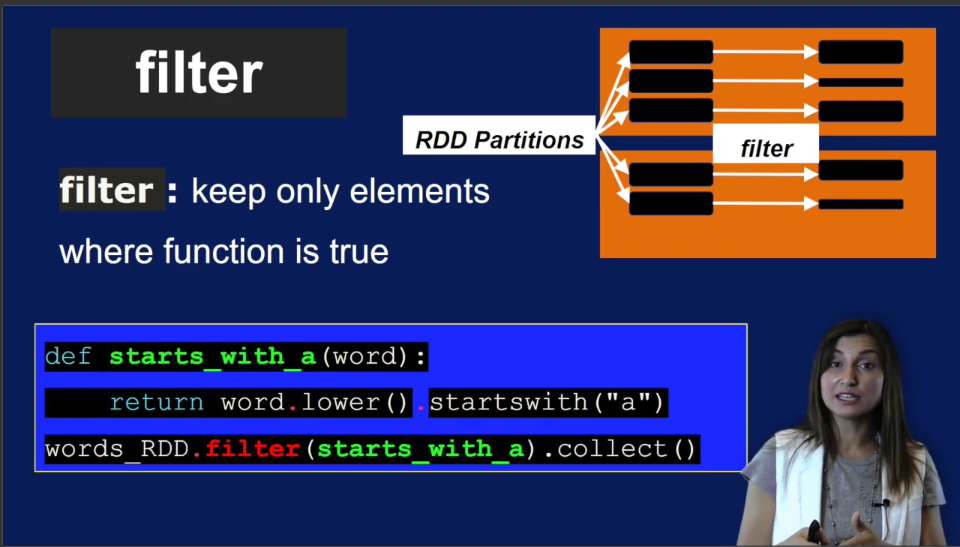 filter
RDD Partitions
filter
filter : keep only elements
where function is true
def starts_with_a(word):
    return word.lower().startswith("a")
words_RDD.filter(starts_with_a).collect()